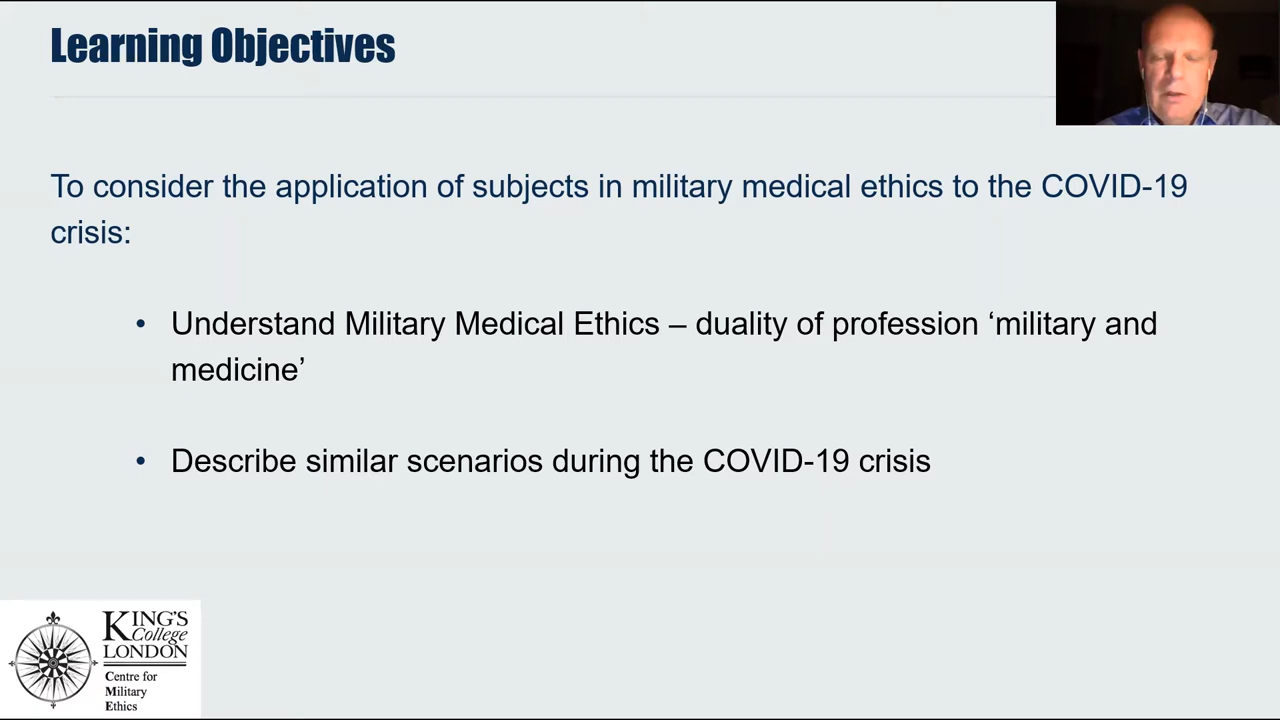 Learning Objectives
To consider the application of subjects in military medical ethics to the COVID-19
crisis:
• Understand Military Medical Ethics – duality of profession ‘military and
medicine’
• Describe similar scenarios during the COVID-19 crisis
KING'S
College
LONDON
Centre for
Military
Ethics